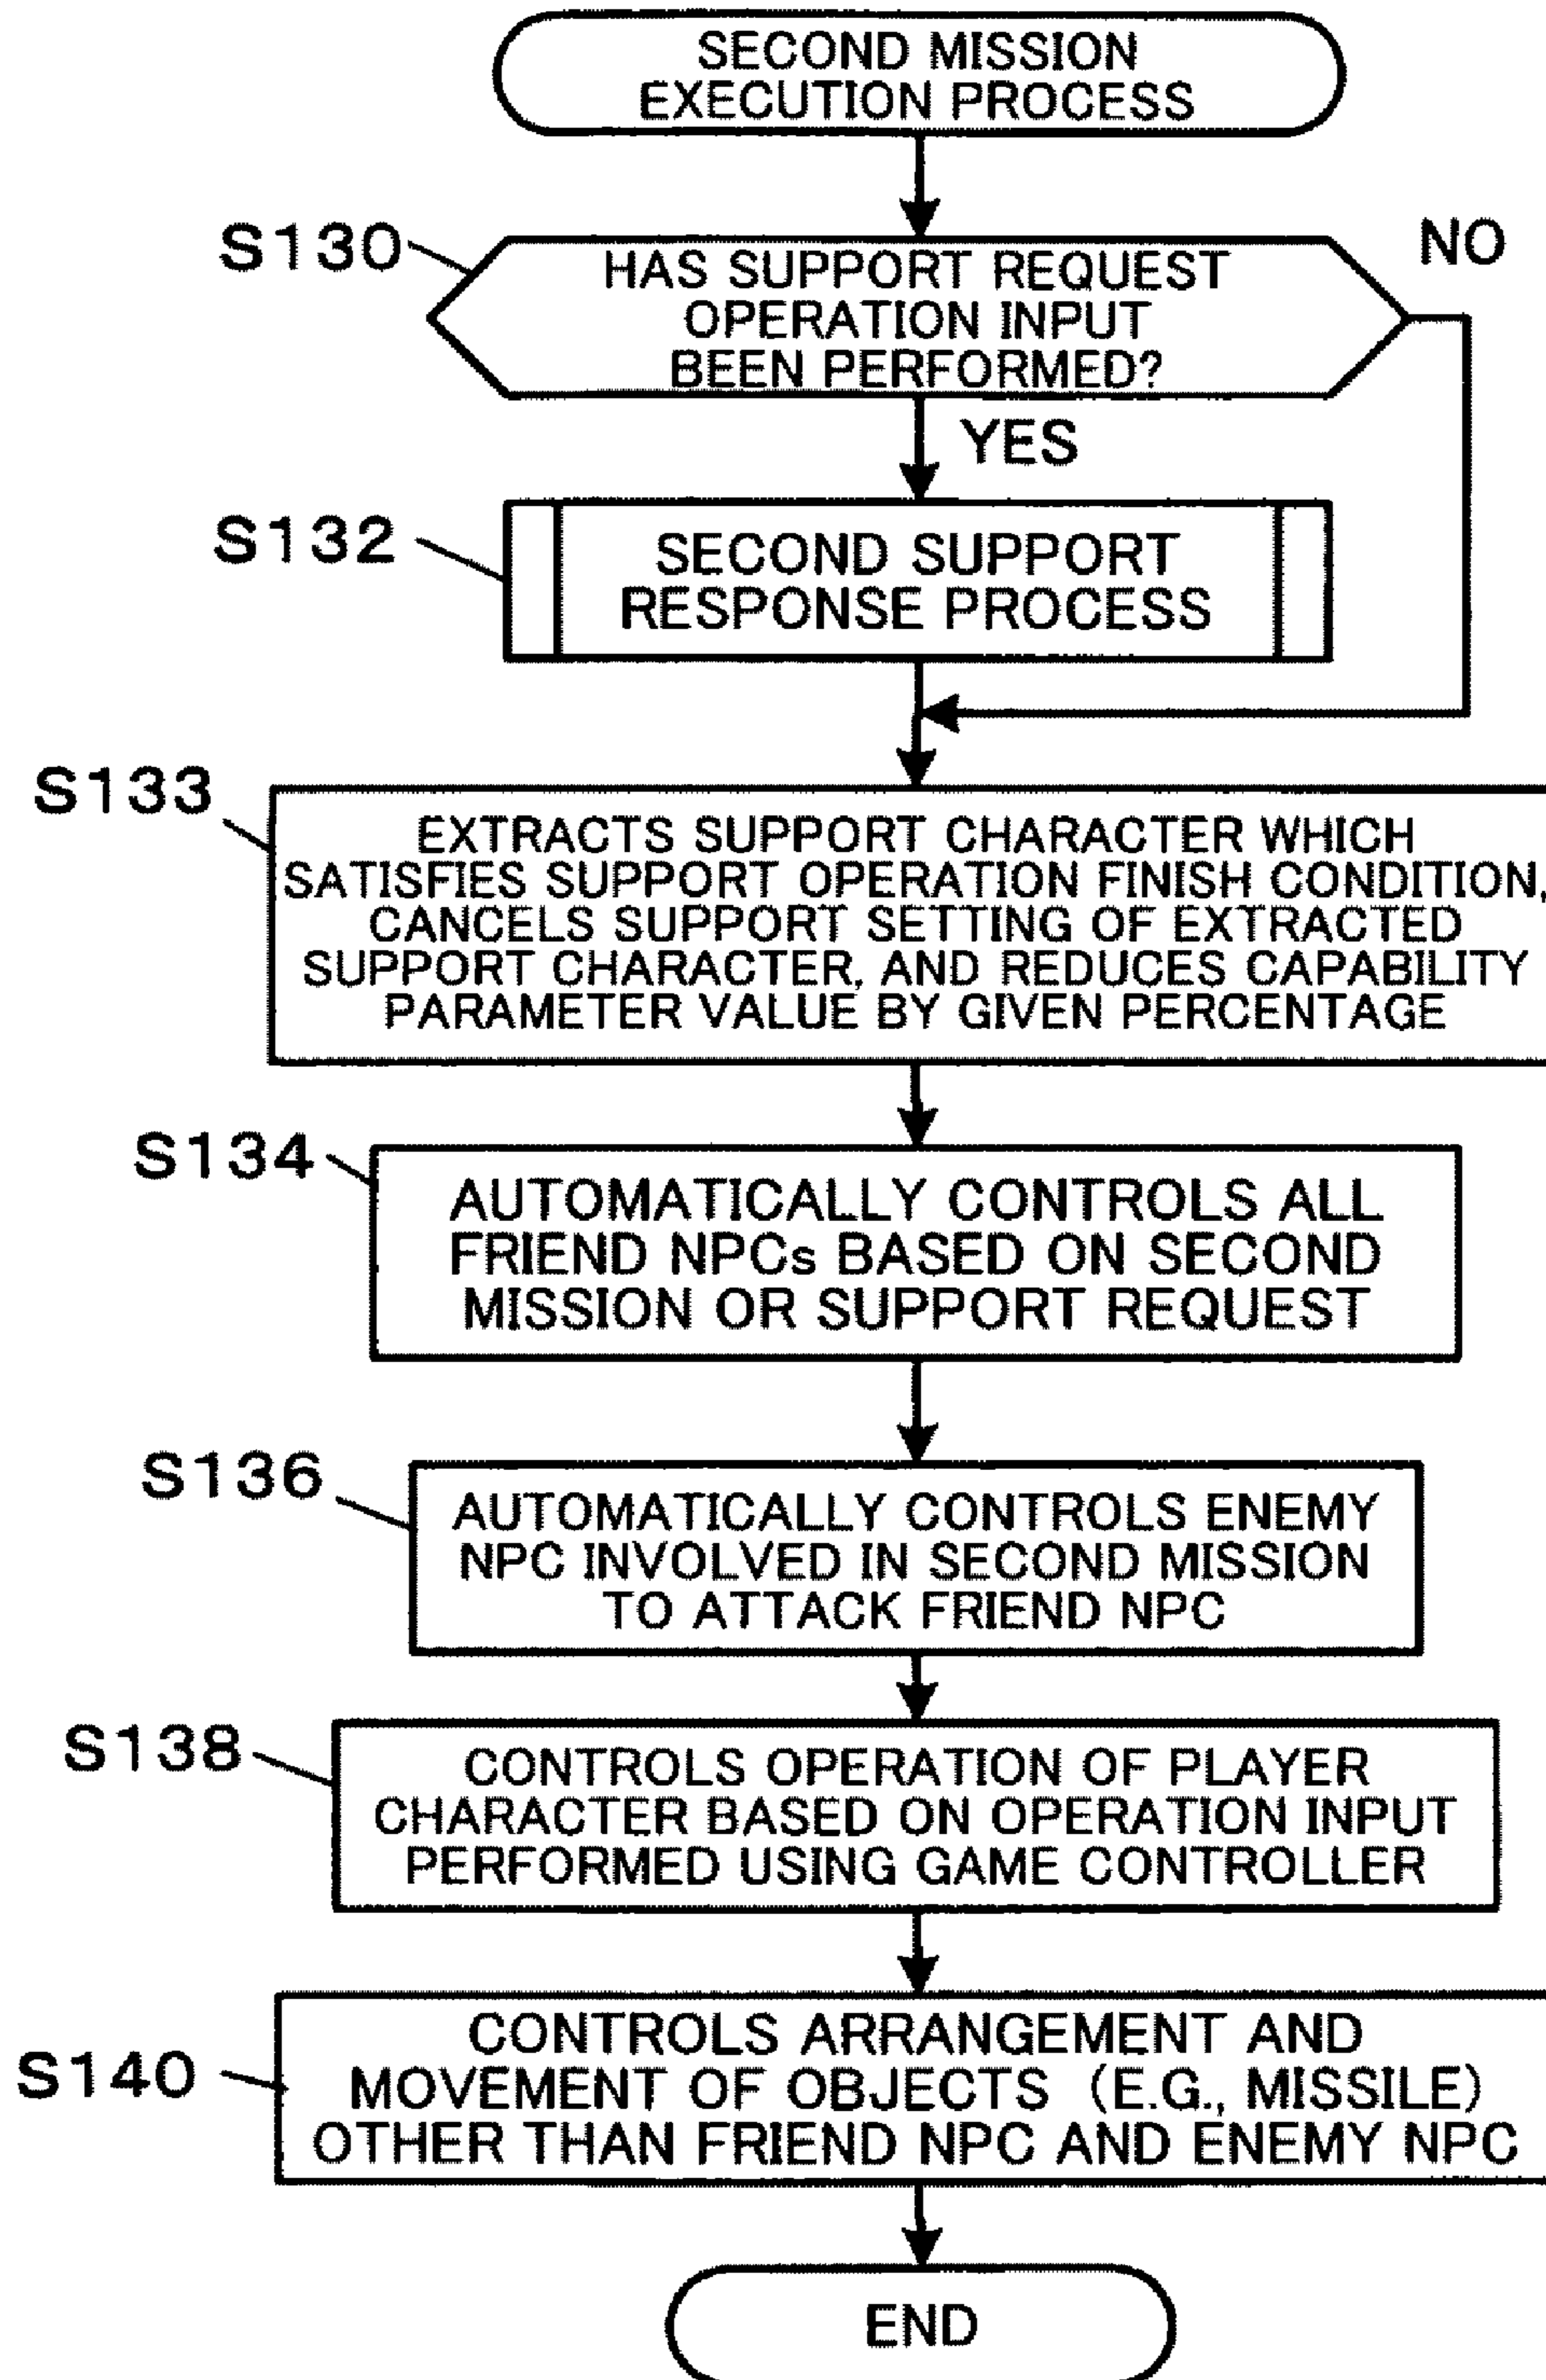 SECOND MISSION
EXECUTION PROCESS
S130
HAS SUPPORT REQUEST
OPERATION INPUT
BEEN PERFORMED?
NO
YES
S132
SECOND SUPPORT
RESPONSE PROCESS
S133
EXTRACTS SUPPORT CHARACTER WHICH
SATISFIES SUPPORT OPERATION FINISH CONDITION,
CANCELS SUPPORT SETTING OF EXTRACTED
SUPPORT CHARACTER, AND REDUCES CAPABILITY
PARAMETER VALUE BY GIVEN PERCENTAGE
S134
AUTOMATICALLY CONTROLS ALL
FRIEND NPCs BASED ON SECOND
MISSION OR SUPPORT REQUEST
S136
AUTOMATICALLY CONTROLS ENEMY
NPC INVOLVED IN SECOND MISSION
TO ATTACK FRIEND NPC
S138
CONTROLS OPERATION OF PLAYER
CHARACTER BASED ON OPERATION INPUT
PERFORMED USING GAME CONTROLLER
S140
CONTROLS ARRANGEMENT AND
MOVEMENT OF OBJECTS (E.G., MISSILE)
OTHER THAN FRIEND NPC AND ENEMY NPC
END